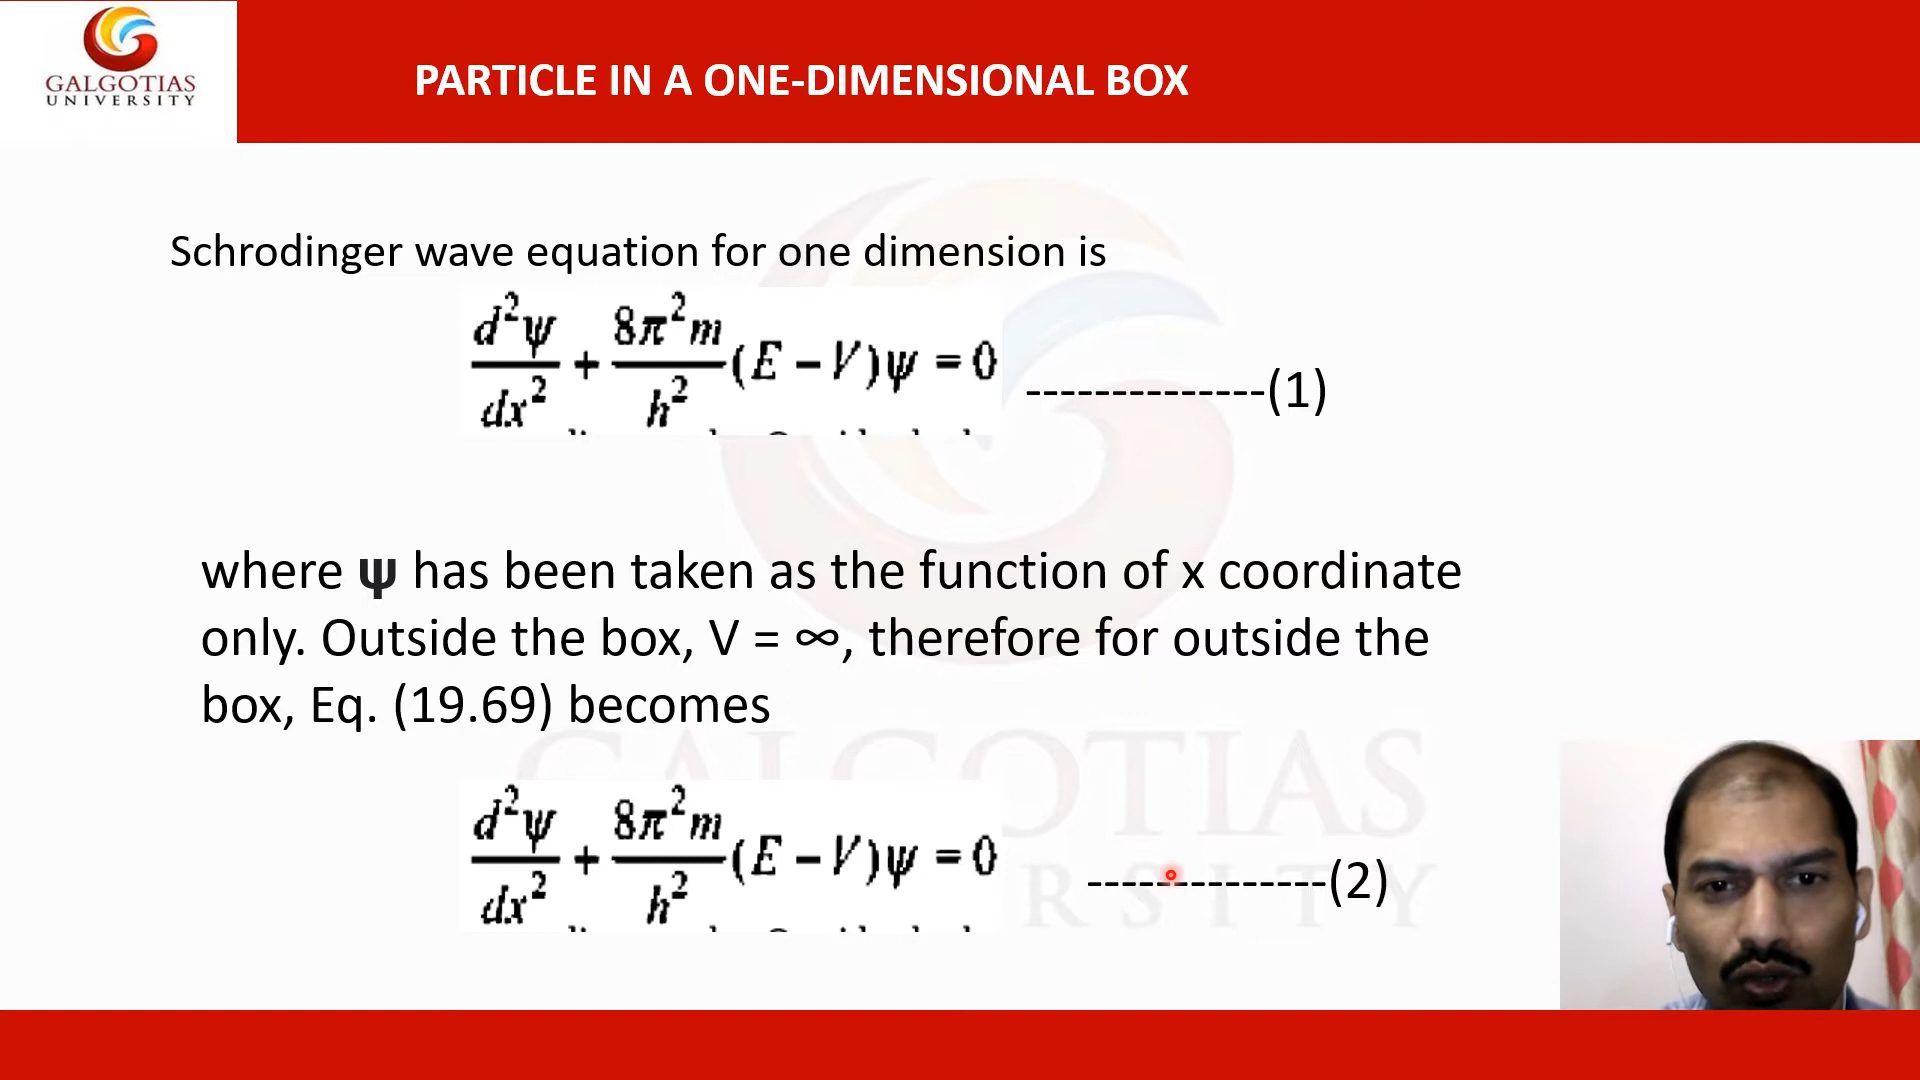 GALGOTIAS
UNIVERSITY
PARTICLE IN A ONE-DIMENSIONAL BOX
Schrodinger wave equation for one dimension is
d²ψ/dx² + 8π²m/h² (E – V)ψ = 0 --------------(1)
where ψ has been taken as the function of x coordinate
only. Outside the box, V = ∞, therefore for outside the
box, Eq. (19.69) becomes
d²ψ/dx² + 8π²m/h² (E – V)ψ = 0 --------------(2)